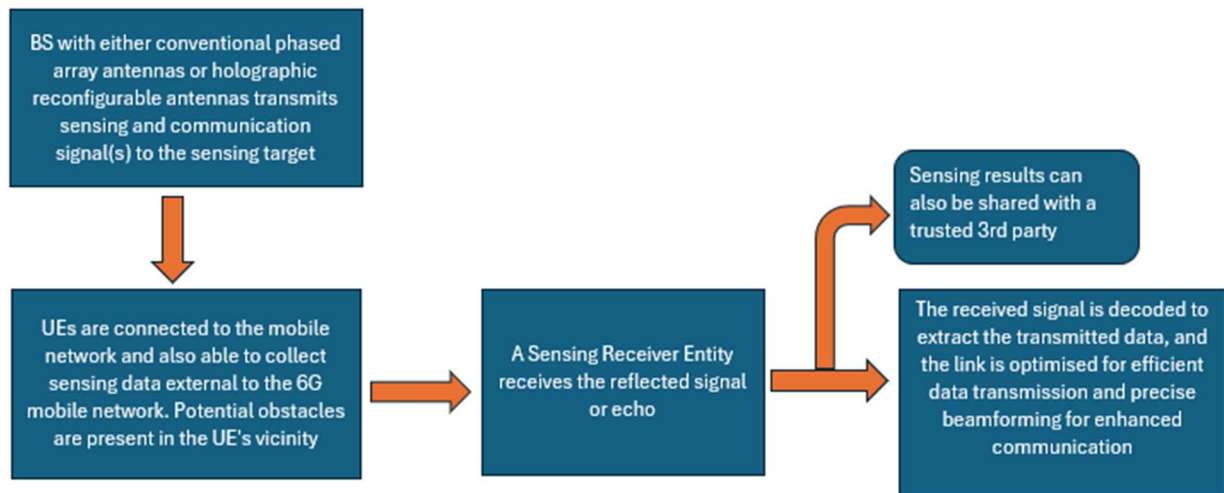 BS with either conventional phased
array antennas or holographic
reconfigurable antennas transmits
sensing and communication
signal(s) to the sensing target
UEs are connected to the mobile
network and also able to collect
sensing data external to the 6G
mobile network. Potential obstacles
are present in the UE's vicinity
A Sensing Receiver Entity
receives the reflected signal
or echo
Sensing results can
also be shared with a
trusted 3rd party
The received signal is decoded to
extract the transmitted data, and
the link is optimised for efficient
data transmission and precise
beamforming for enhanced
communication